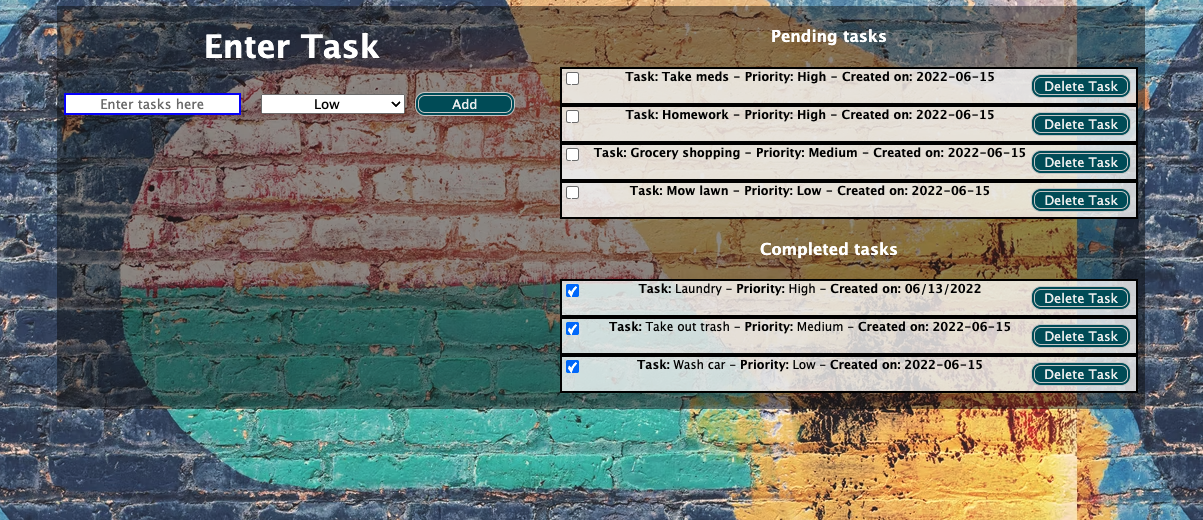 Enter Task
Enter tasks here
Low
Add
Pending tasks
Task: Take meds - Priority: High - Created on: 2022-06-15
Delete Task
Task: Homework - Priority: High - Created on: 2022-06-15
Delete Task
Task: Grocery shopping - Priority: Medium - Created on: 2022-06-15
Delete Task
Task: Mow lawn - Priority: Low - Created on: 2022-06-15
Delete Task
Completed tasks
Task: Laundry - Priority: High - Created on: 06/13/2022
Delete Task
Task: Take out trash - Priority: Medium - Created on: 2022-06-15
Delete Task
Task: Wash car - Priority: Low - Created on: 2022-06-15
Delete Task